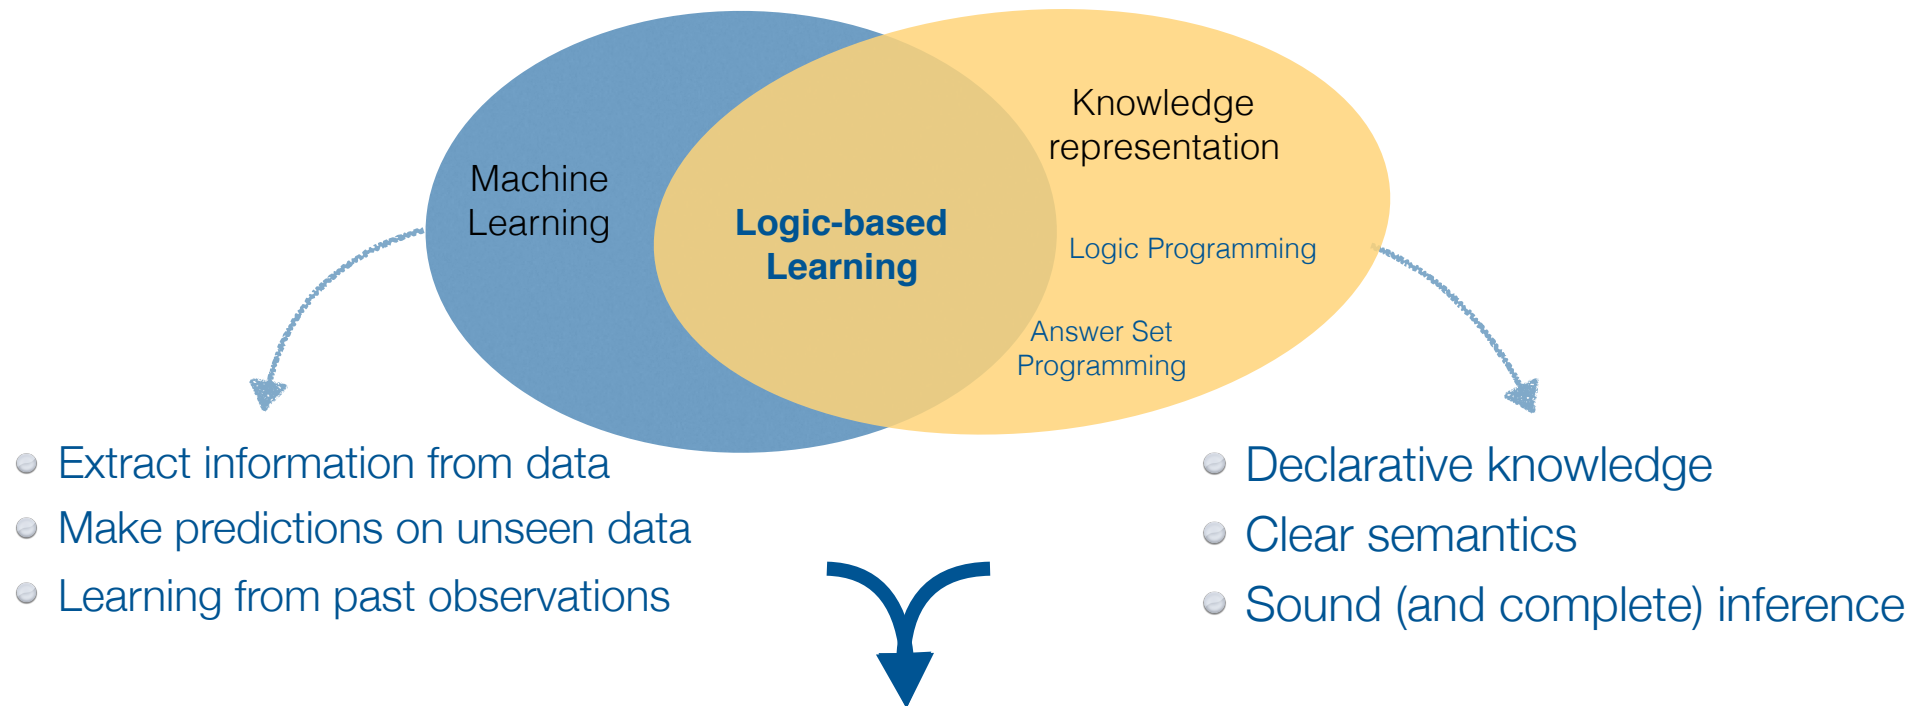 Knowledge
representation
Machine
Learning
Logic-based
Learning
Logic Programming
Answer Set
Programming
Extract information from data
Make predictions on unseen data
Learning from past observations
Declarative knowledge
Clear semantics
Sound (and complete) inference